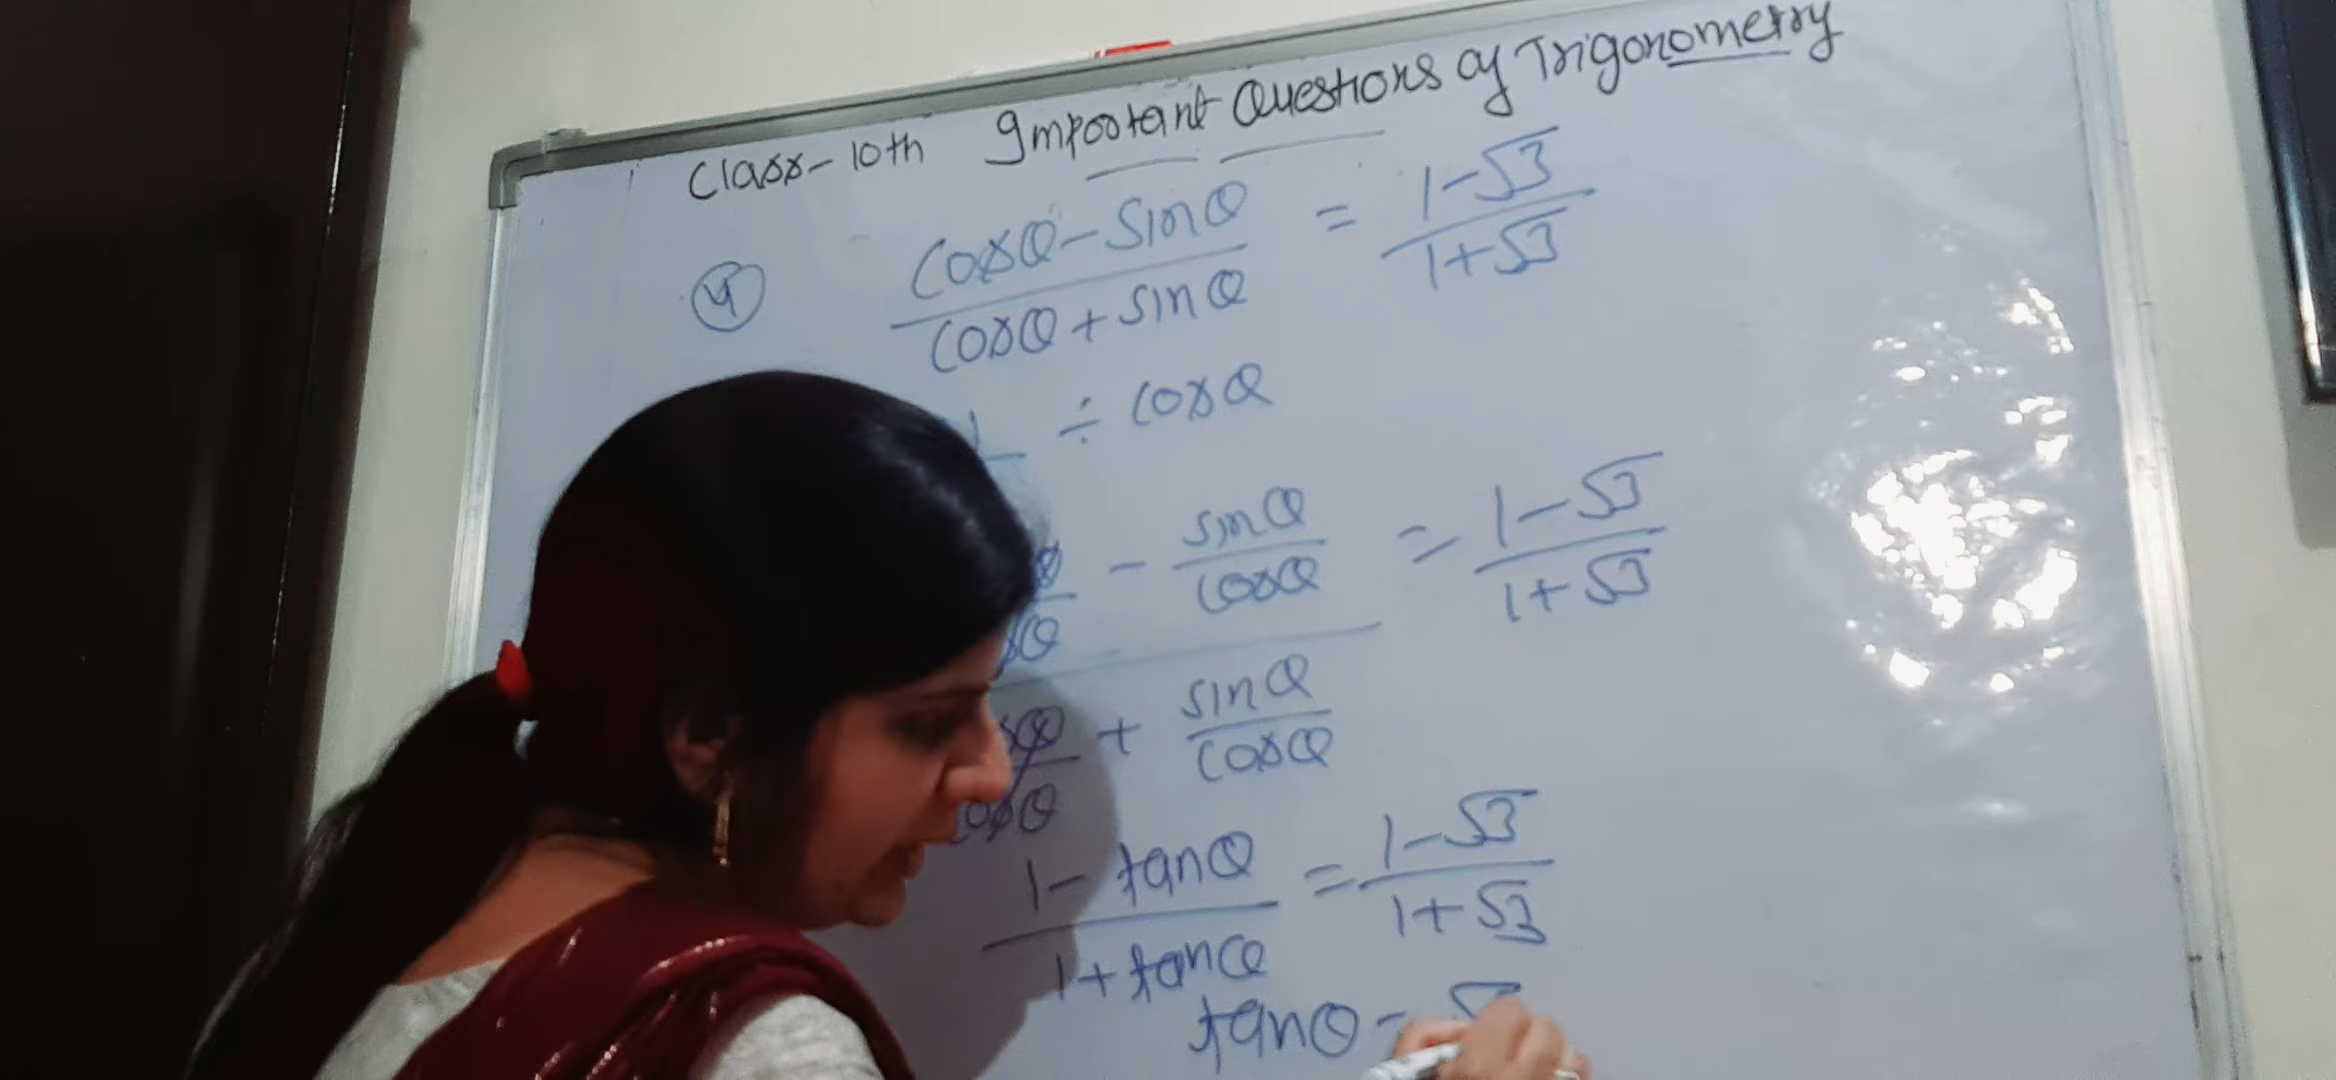 Class-10th Important Questions of Trigonometry
④ (cosθ-sinθ)/(cosθ+sinθ) = (1-√3)/(1+√3)
÷ cosθ
- sinθ/cosθ = (1-√3)/(1+√3)
+ sinθ/cosθ
(1-tanθ)/(1+tanθ) = (1-√3)/(1+√3)
tanθ =